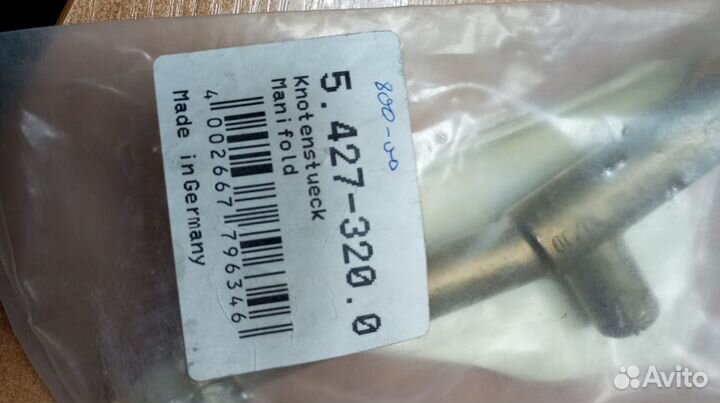 800-00
5.427-320.0
Knotenstueck
Manifold
4 002667 796346
Made in Germany
Avito